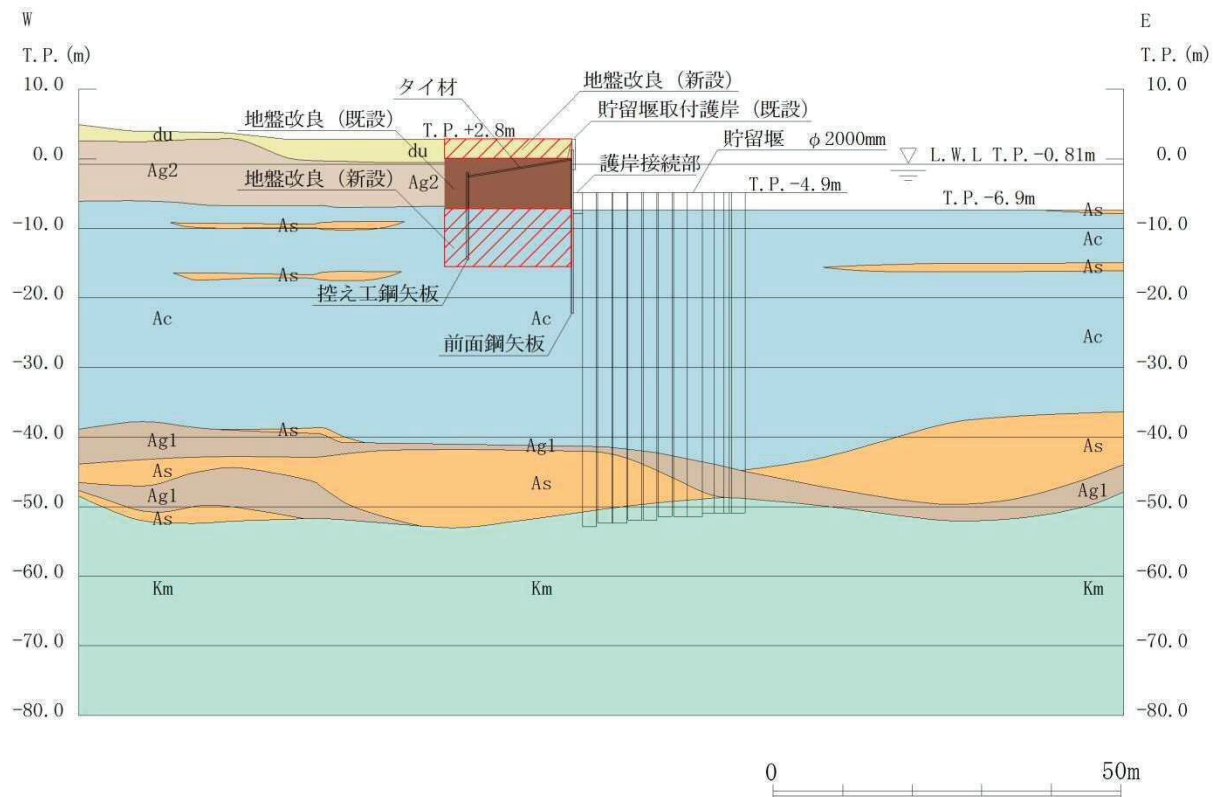 W
E
T.P.(m)
T.P.(m)
10.0
10.0
地盤改良（新設）
タイ材
貯留堰取付護岸（既設）
地盤改良（既設）
T.P.+2.8m
貯留堰 φ2000mm
du
du
0.0
0.0
L.W.L T.P.-0.81m
護岸接続部
Ag2
地盤改良（新設）
Ag2
T.P.-4.9m
T.P.-6.9m
As
-10.0
As
-10.0
Ac
As
As
-20.0
控え工鋼矢板
-20.0
Ac
Ac
前面鋼矢板
Ac
-30.0
-30.0
-40.0
As
-40.0
Ag1
Ag1
As
As
As
Ag1
Ag1
-50.0
As
-50.0
-60.0
Km
Km
Km
-60.0
-70.0
-70.0
-80.0
-80.0
0
50m